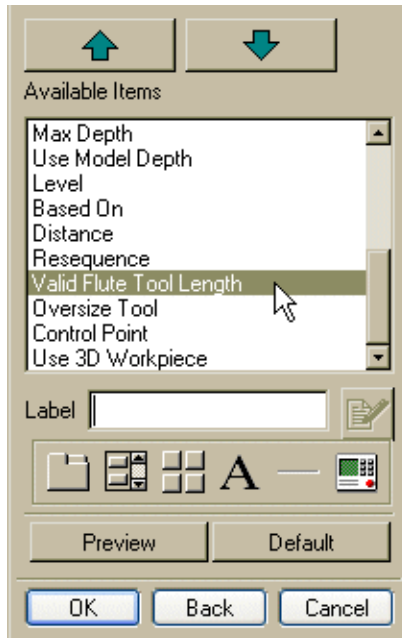 Available Items
Max Depth
Use Model Depth
Level
Based On
Distance
Resequence
Valid Flute Tool Length
Oversize Tool
Control Point
Use 3D Workpiece
Label
A
Preview
Default
OK
Back
Cancel